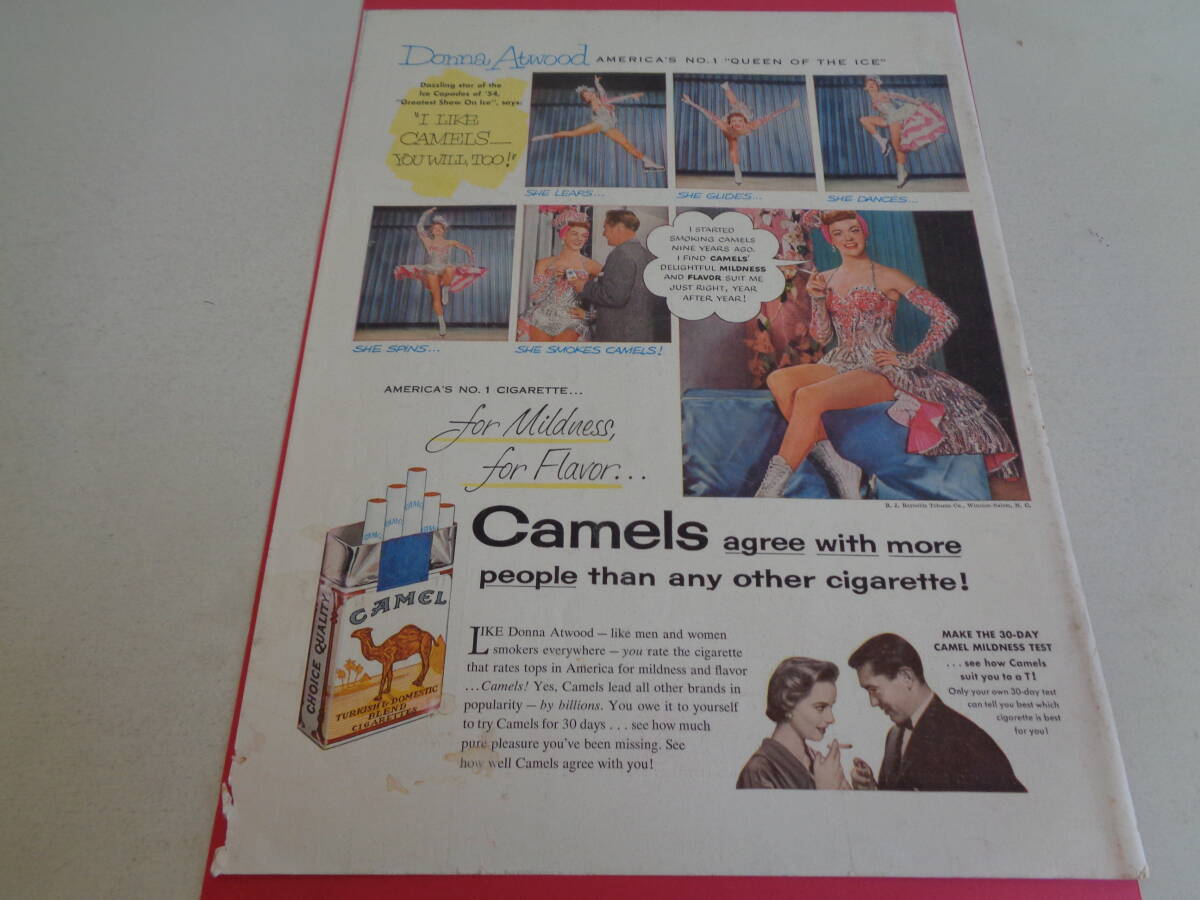 Donna Atwood AMERICA'S NO. 1 "QUEEN OF THE ICE"
Dazzling star of the
Ice Capades of '54,
"Greatest Show On Ice", says:
"I LIKE
CAMELS—
YOU WILL, TOO!"
SHE LEAPS...
SHE GLIDES...
SHE DANCES...
SHE SPINS...
SHE SMOKES CAMELS!
I STARTED
SMOKING CAMELS
NINE YEARS AGO.
I FIND CAMELS'
DELIGHTFUL MILDNESS
AND FLAVOR SUIT ME
JUST RIGHT, YEAR
AFTER YEAR!
R. J. Reynolds Tobacco Co., Winston-Salem, N. C.
AMERICA'S NO. 1 CIGARETTE...
for Mildness,
for Flavor...
Camels agree with more
people than any other cigarette!
CAMEL
CHOICE QUALITY
TURKISH & DOMESTIC
BLEND
CIGARETTES
LIKE Donna Atwood — like men and women
smokers everywhere — you rate the cigarette
that rates tops in America for mildness and flavor
...Camels! Yes, Camels lead all other brands in
popularity — by billions. You owe it to yourself
to try Camels for 30 days ... see how much
pure pleasure you've been missing. See
how well Camels agree with you!
MAKE THE 30-DAY
CAMEL MILDNESS TEST
... see how Camels
suit you to a T!
Only your own 30-day test
can tell you best which
cigarette is best
for you!